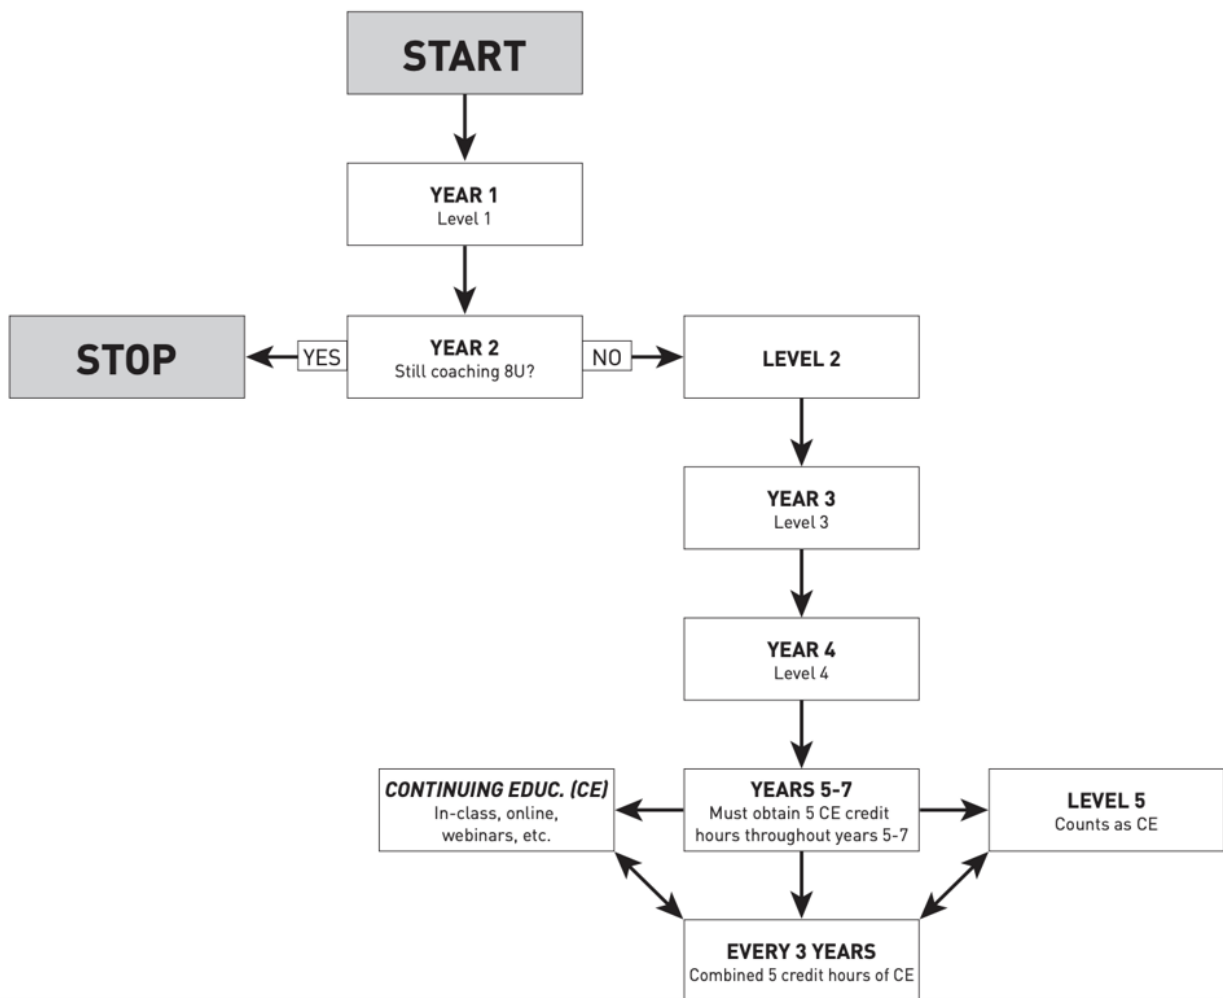 START
YEAR 1
Level 1
STOP
YES
YEAR 2
Still coaching 8U?
NO
LEVEL 2
YEAR 3
Level 3
YEAR 4
Level 4
CONTINUING EDUC. (CE)
In-class, online,
webinars, etc.
YEARS 5-7
Must obtain 5 CE credit
hours throughout years 5-7
LEVEL 5
Counts as CE
EVERY 3 YEARS
Combined 5 credit hours of CE